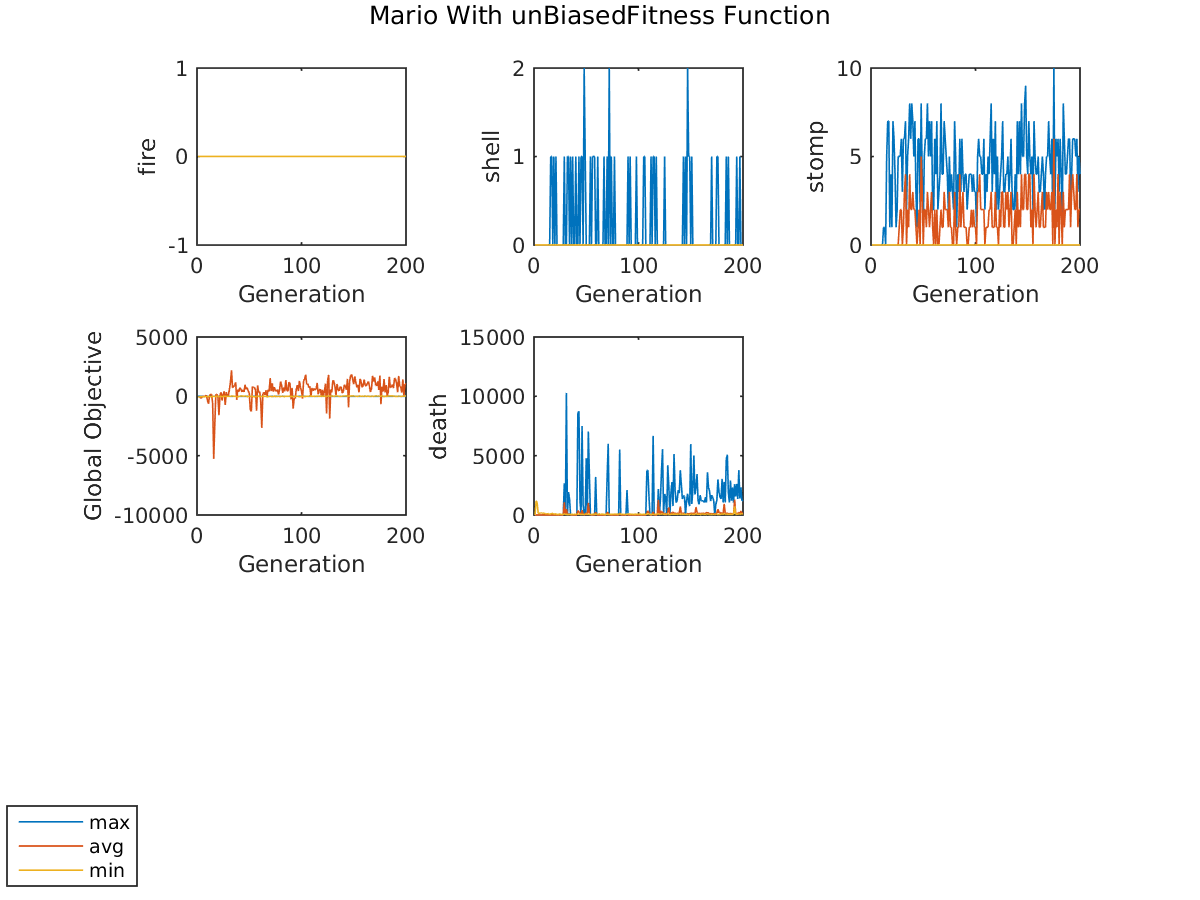 Mario With unBiasedFitness Function
1
0
-1
fire
0 100 200
Generation
2
1
0
shell
0 100 200
Generation
10
5
0
stomp
0 100 200
Generation
5000
0
-5000
-10000
Global Objective
0 100 200
Generation
15000
10000
5000
0
death
0 100 200
Generation
max
avg
min